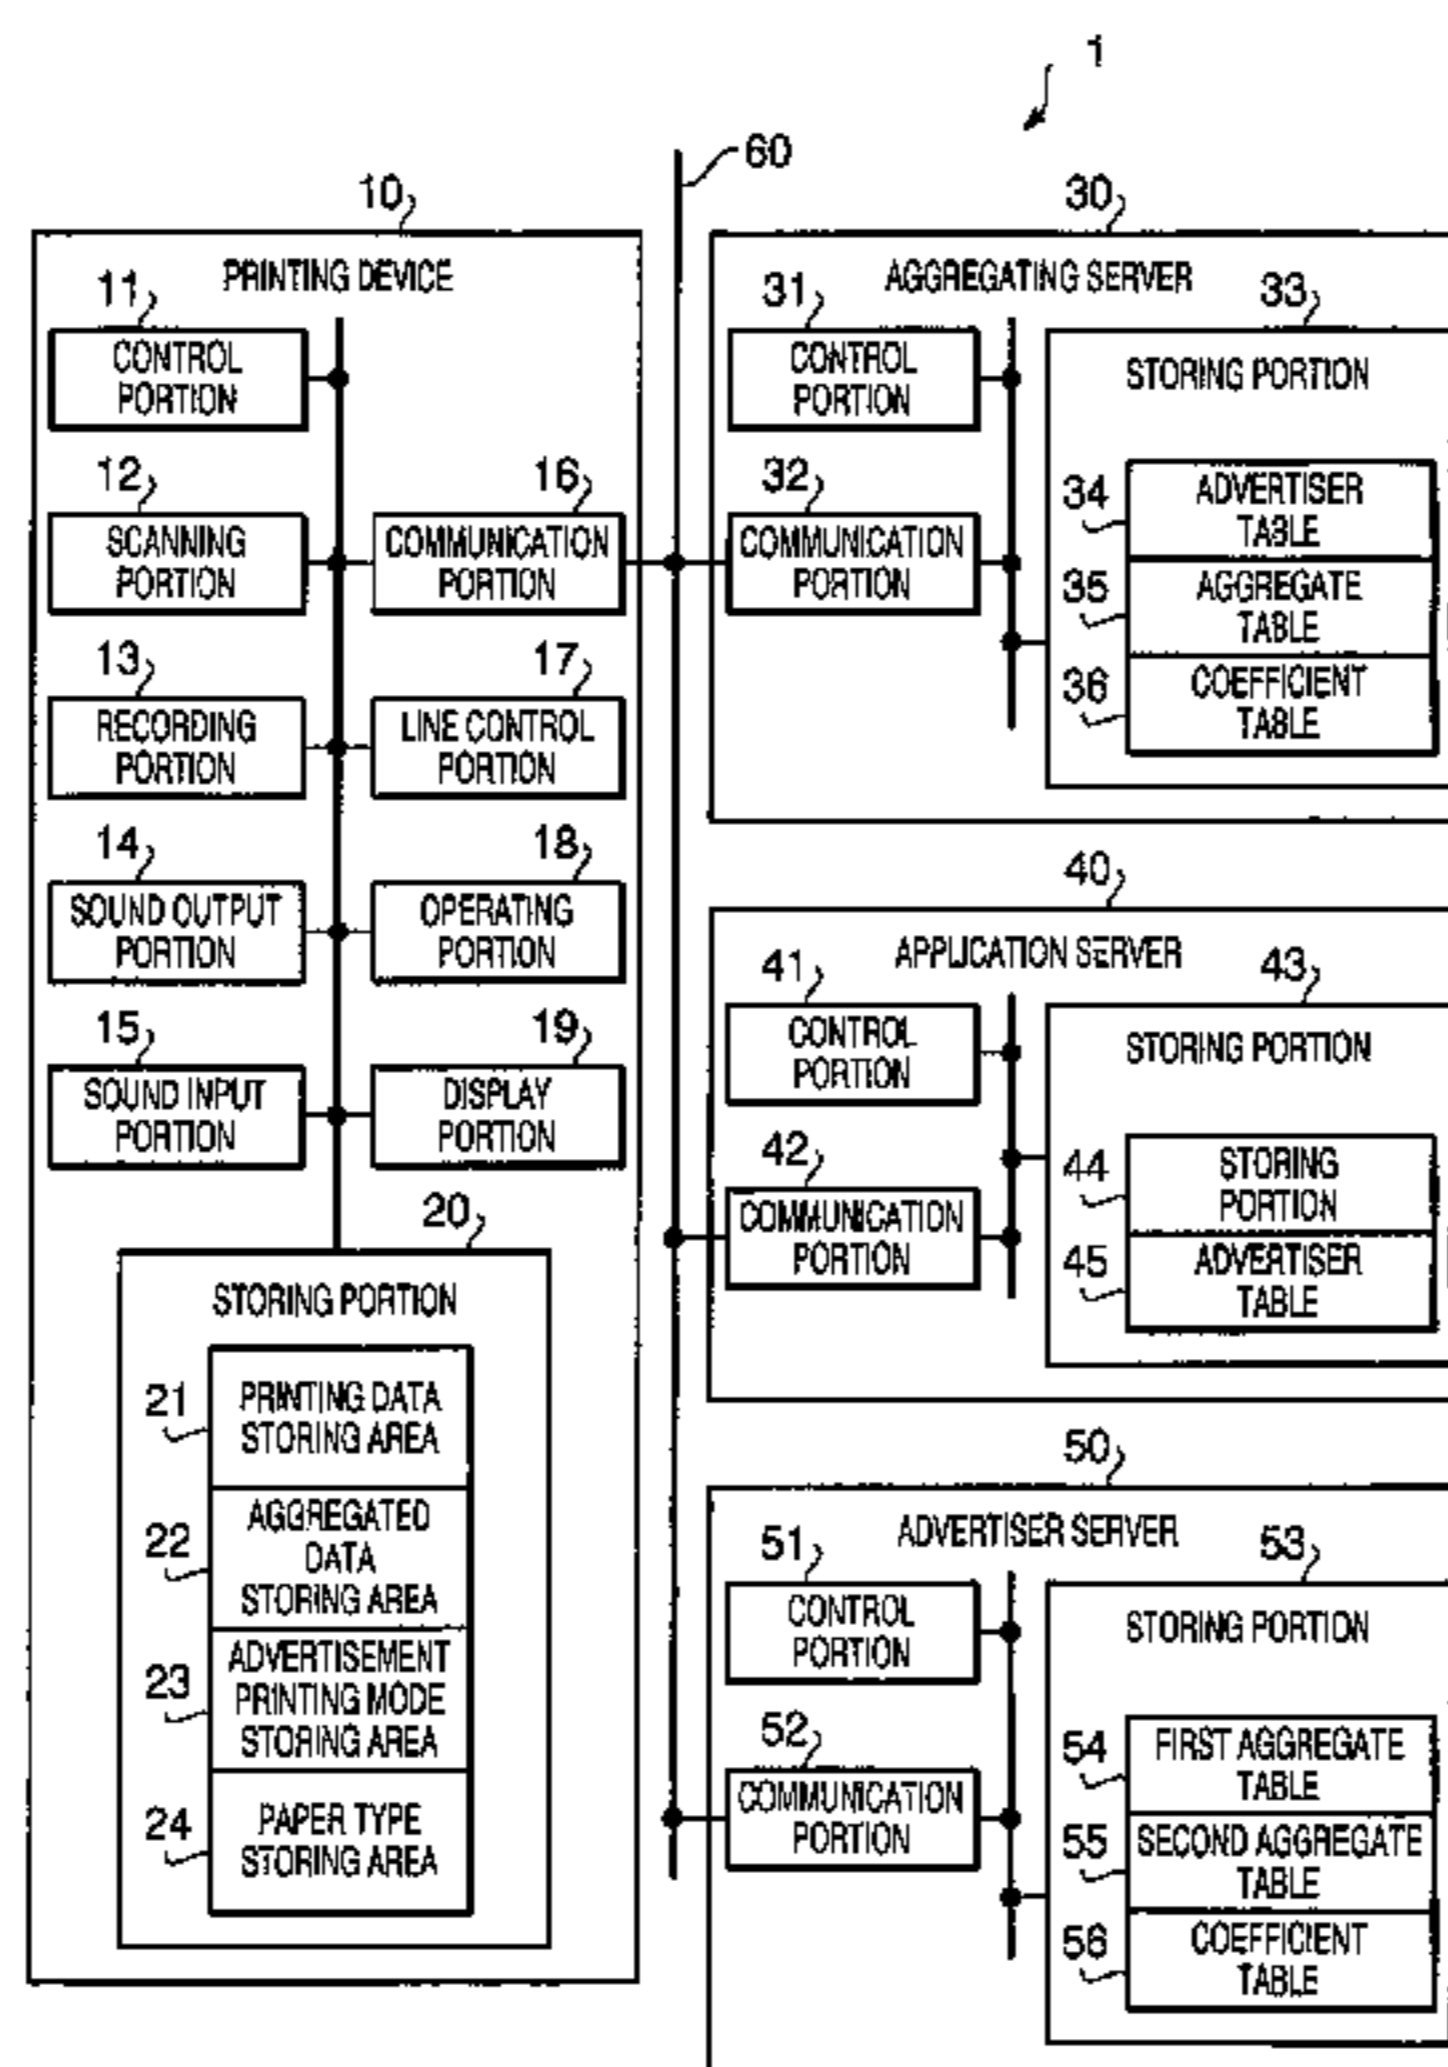 1
60
10
PRINTING DEVICE
11
CONTROL
PORTION
12
SCANNING
PORTION
16
COMMUNICATION
PORTION
13
RECORDING
PORTION
17
LINE CONTROL
PORTION
14
SOUND OUTPUT
PORTION
18
OPERATING
PORTION
15
SOUND INPUT
PORTION
19
DISPLAY
PORTION
20
STORING PORTION
21
PRINTING DATA
STORING AREA
22
AGGREGATED
DATA
STORING AREA
23
ADVERTISEMENT
PRINTING MODE
STORING AREA
24
PAPER TYPE
STORING AREA
30
AGGREGATING SERVER
31
CONTROL
PORTION
32
COMMUNICATION
PORTION
33
STORING PORTION
34
ADVERTISER
TABLE
35
AGGREGATE
TABLE
36
COEFFICIENT
TABLE
40
APPLICATION SERVER
41
CONTROL
PORTION
42
COMMUNICATION
PORTION
43
STORING PORTION
44
STORING
PORTION
45
ADVERTISER
TABLE
50
ADVERTISER SERVER
51
CONTROL
PORTION
52
COMMUNICATION
PORTION
53
STORING PORTION
54
FIRST AGGREGATE
TABLE
55
SECOND AGGREGATE
TABLE
56
COEFFICIENT
TABLE